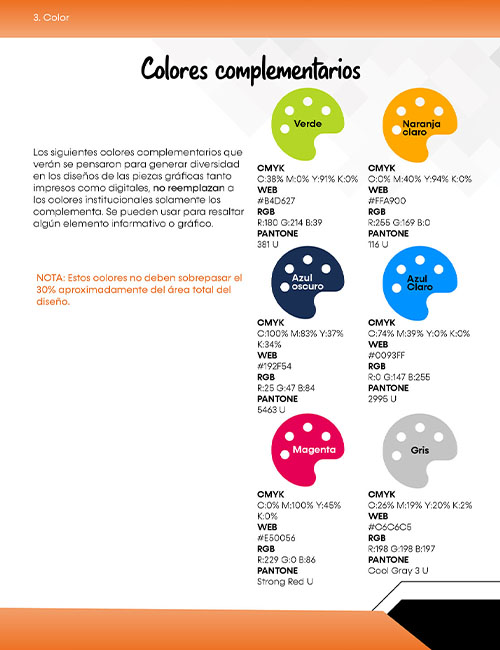 3. Color
Colores complementarios
Los siguientes colores complementarios que
verán se pensaron para generar diversidad
en los diseños de las piezas gráficas tanto
impresos como digitales, no reemplazan a
los colores institucionales solamente los
complementa. Se pueden usar para resaltar
algún elemento informativo o gráfico.
NOTA: Estos colores no deben sobrepasar el
30% aproximadamente del área total del
diseño.
Verde
CMYK
C:38% M:0% Y:91% K:0%
WEB
#B4D627
RGB
R:180 G:214 B:39
PANTONE
381 U
Naranja
claro
CMYK
C:0% M:40% Y:94% K:0%
WEB
#FFA900
RGB
R:255 G:169 B:0
PANTONE
116 U
Azul
oscuro
CMYK
C:100% M:83% Y:37%
K:34%
WEB
#192F54
RGB
R:25 G:47 B:84
PANTONE
5463 U
Azul
Claro
CMYK
C:74% M:39% Y:0% K:0%
WEB
#0093FF
RGB
R:0 G:147 B:255
PANTONE
2995 U
Magenta
CMYK
C:0% M:100% Y:45%
K:0%
WEB
#E50056
RGB
R:229 G:0 B:86
PANTONE
Strong Red U
Gris
CMYK
C:26% M:19% Y:20% K:2%
WEB
#C6C6C5
RGB
R:198 G:198 B:197
PANTONE
Cool Gray 3 U